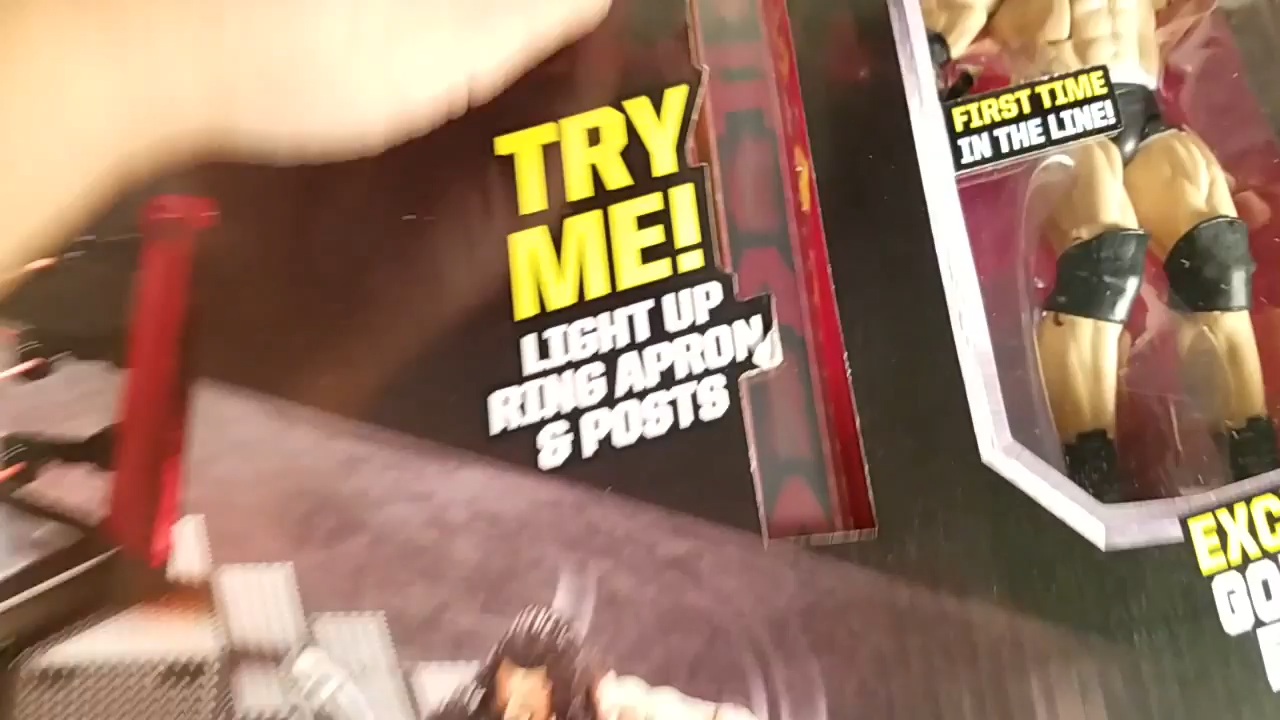 TRY
ME!
LIGHT UP
RING APRON
& POSTS
FIRST TIME
IN THE LINE!